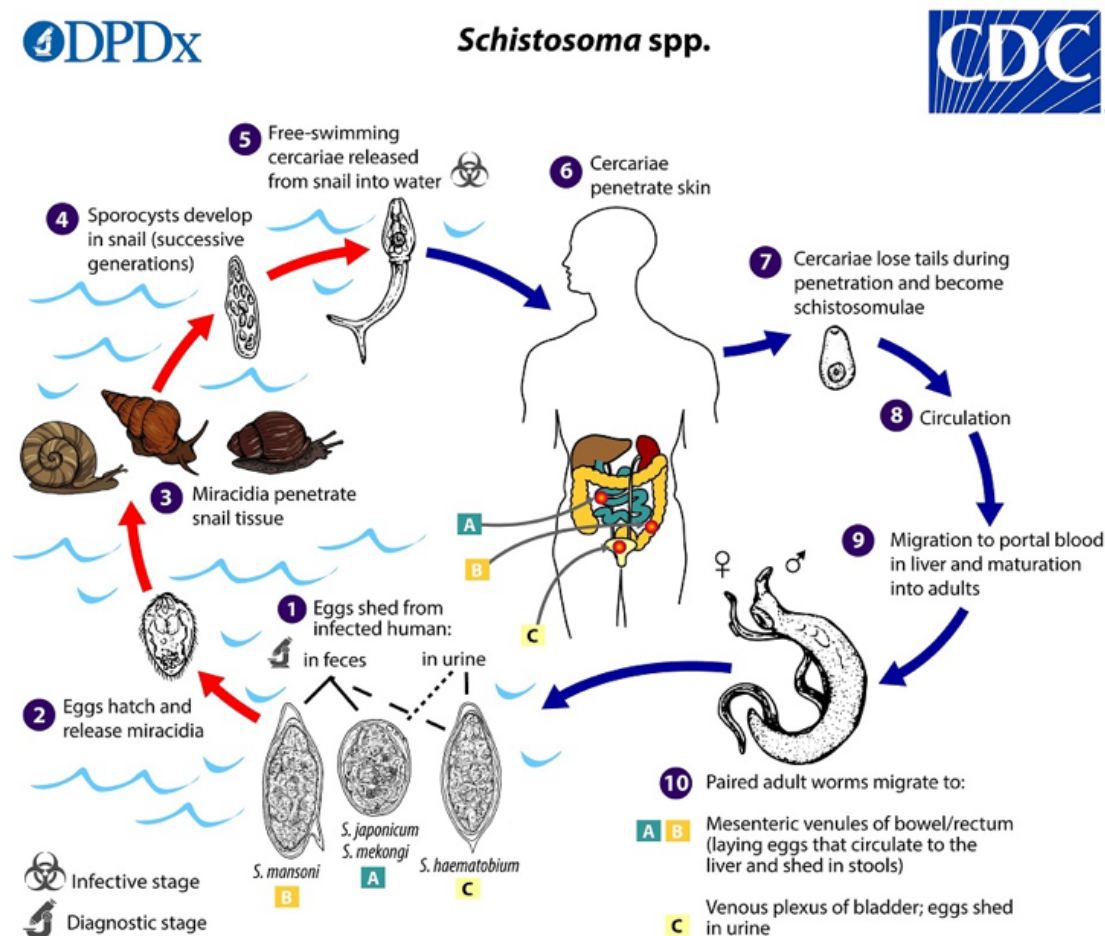 DPDx
Schistosoma spp.
CDC
5 Free-swimming
cercariae released
from snail into water
6 Cercariae
penetrate skin
4 Sporocysts develop
in snail (successive
generations)
7 Cercariae lose tails during
penetration and become
schistosomulae
8 Circulation
3 Miracidia penetrate
snail tissue
A
B
C
9 Migration to portal blood
in liver and maturation
into adults
♀ ♂
1 Eggs shed from
infected human:
in feces
in urine
2 Eggs hatch and
release miracidia
S. mansoni
B
S. japonicum
S. mekongi
A
S. haematobium
C
10 Paired adult worms migrate to:
A B Mesenteric venules of bowel/rectum
(laying eggs that circulate to the
liver and shed in stools)
C Venous plexus of bladder; eggs shed
in urine
Infective stage
Diagnostic stage